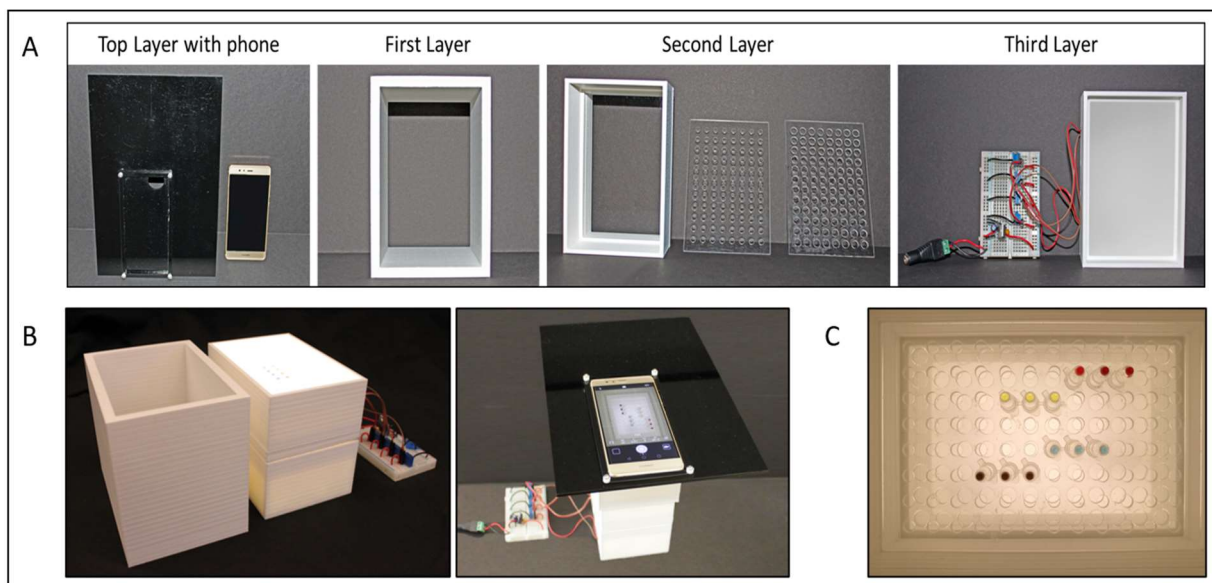 A
Top Layer with phone
First Layer
Second Layer
Third Layer
B
C